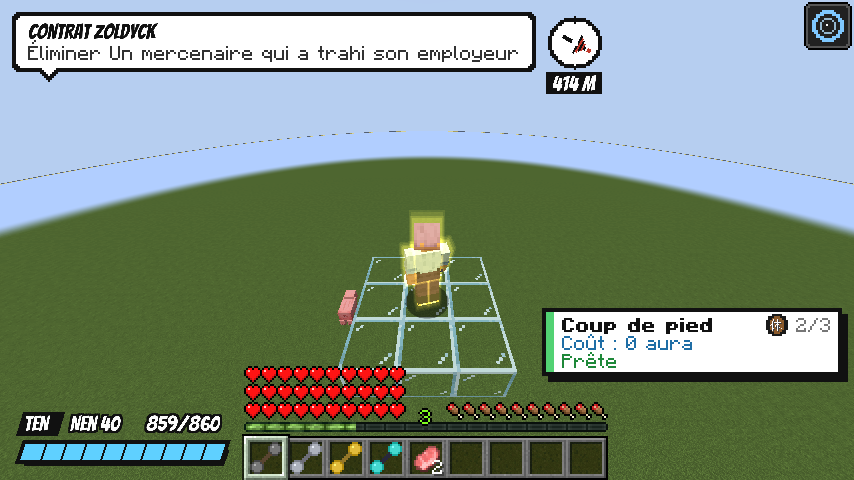 CONTRAT ZOLDYCK
Éliminer Un mercenaire qui a trahi son employeur
414 M
Coup de pied
休 2/3
Coût : 0 aura
Prête
TEN NEN 40 859/860
3
2